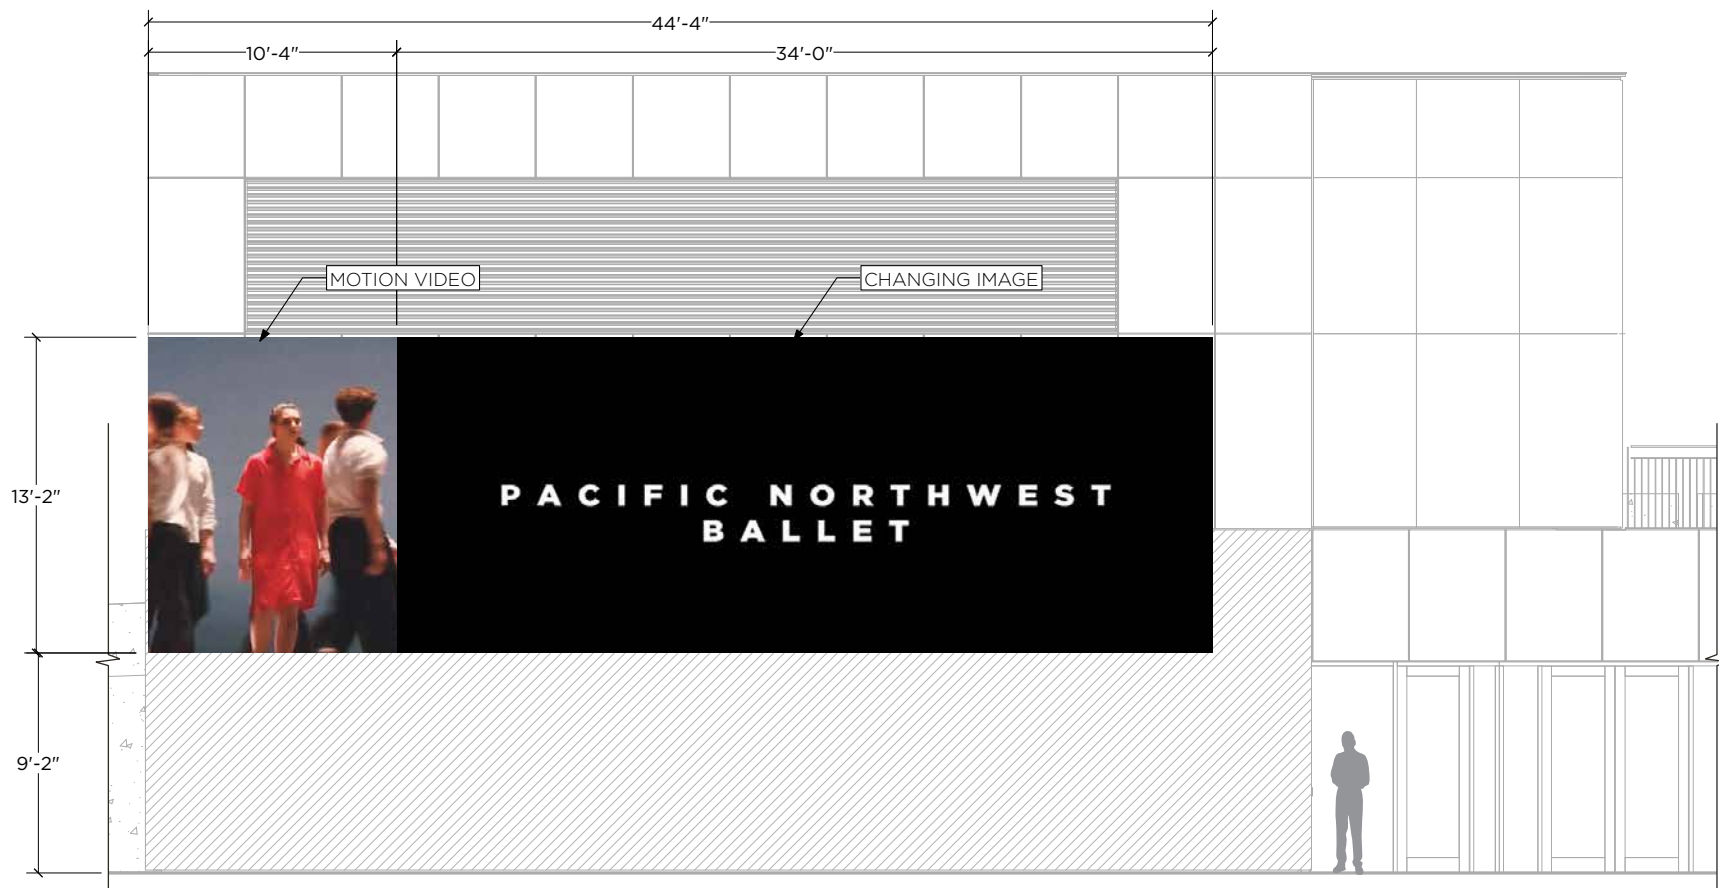 44'-4"
10'-4"
34'-0"
MOTION VIDEO
CHANGING IMAGE
13'-2"
PACIFIC NORTHWEST
BALLET
9'-2"